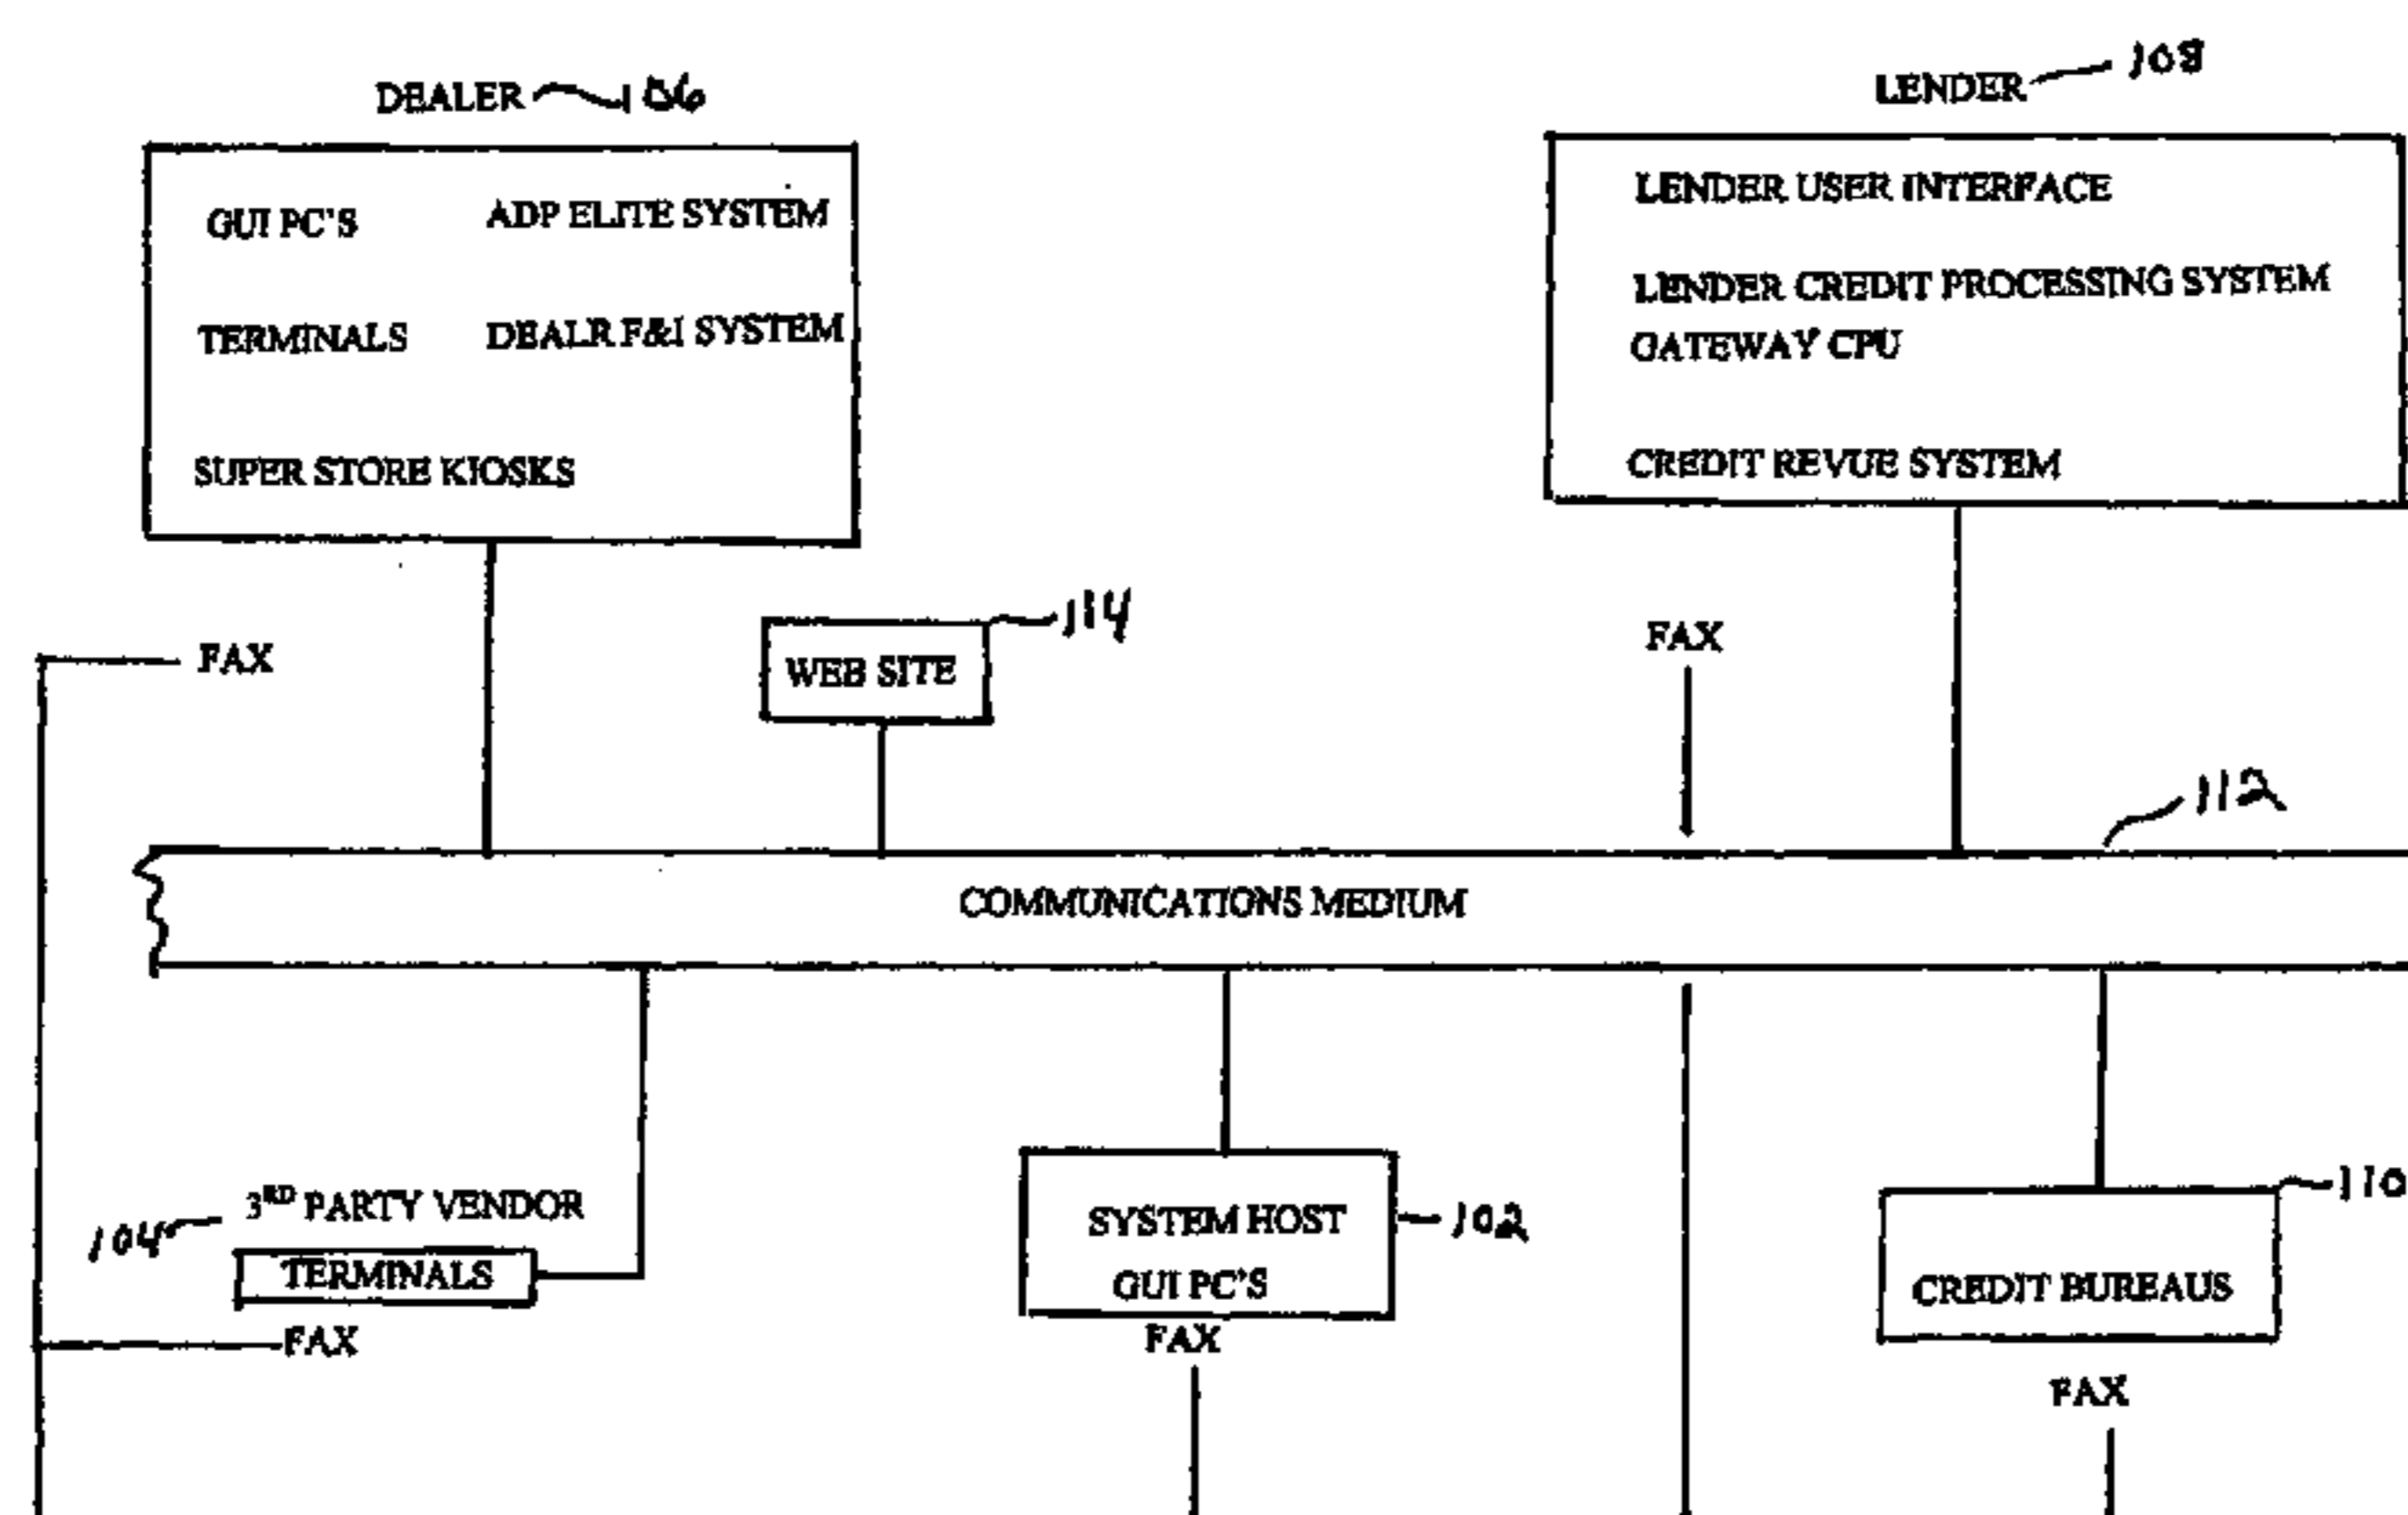 DEALER 106
LENDER 108
GUI PC'S ADP ELITE SYSTEM
TERMINALS DEALR F&I SYSTEM
SUPER STORE KIOSKS
LENDER USER INTERFACE
LENDER CREDIT PROCESSING SYSTEM
GATEWAY CPU
CREDIT REVUE SYSTEM
FAX
WEB SITE 114
FAX
112
COMMUNICATIONS MEDIUM
104 3RD PARTY VENDOR
TERMINALS
FAX
SYSTEM HOST 102
GUI PC'S
FAX
110
CREDIT BUREAUS
FAX